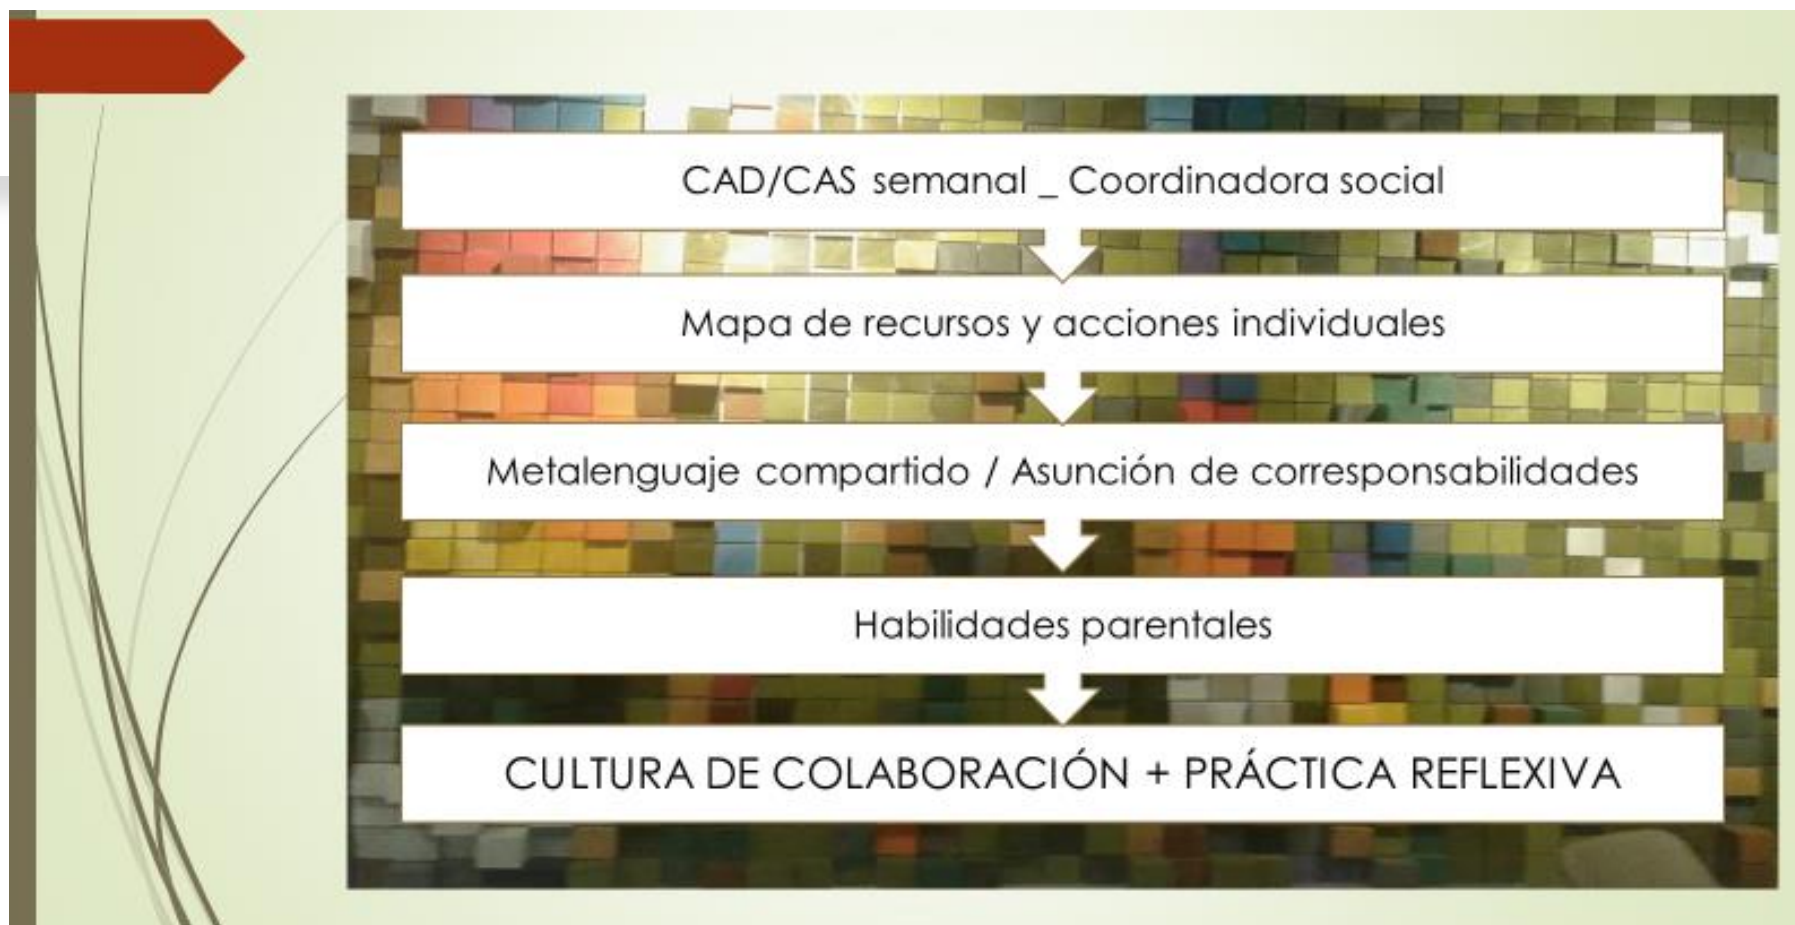 CAD/CAS semanal _ Coordinadora social
Mapa de recursos y acciones individuales
Metalenguaje compartido / Asunción de corresponsabilidades
Habilidades parentales
CULTURA DE COLABORACIÓN + PRÁCTICA REFLEXIVA